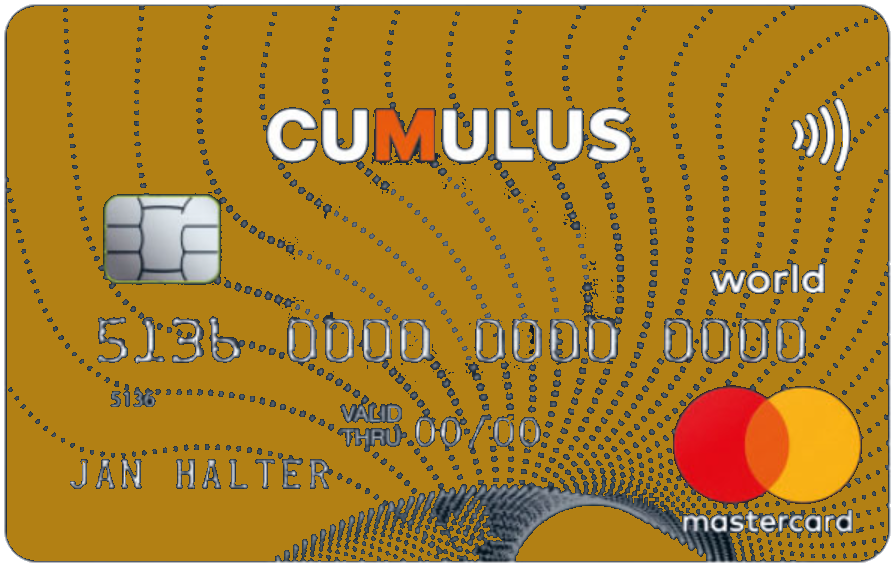 CUMULUS
world
5136 0000 0000 0000
5136
VALID THRU 00/00
JAN HALTER
mastercard